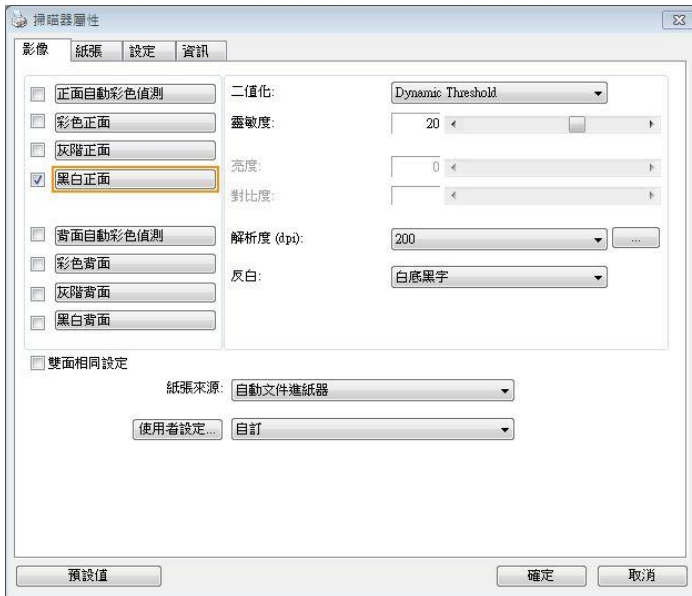 掃瞄器屬性
影像 紙張 設定 資訊
正面自動彩色偵測
彩色正面
灰階正面
黑白正面
背面自動彩色偵測
彩色背面
灰階背面
黑白背面
二值化: Dynamic Threshold
靈敏度: 20
亮度: 0
對比度:
解析度 (dpi): 200 ...
反白: 白底黑字
雙面相同設定
紙張來源: 自動文件進紙器
使用者設定... 自訂
預設值 確定 取消